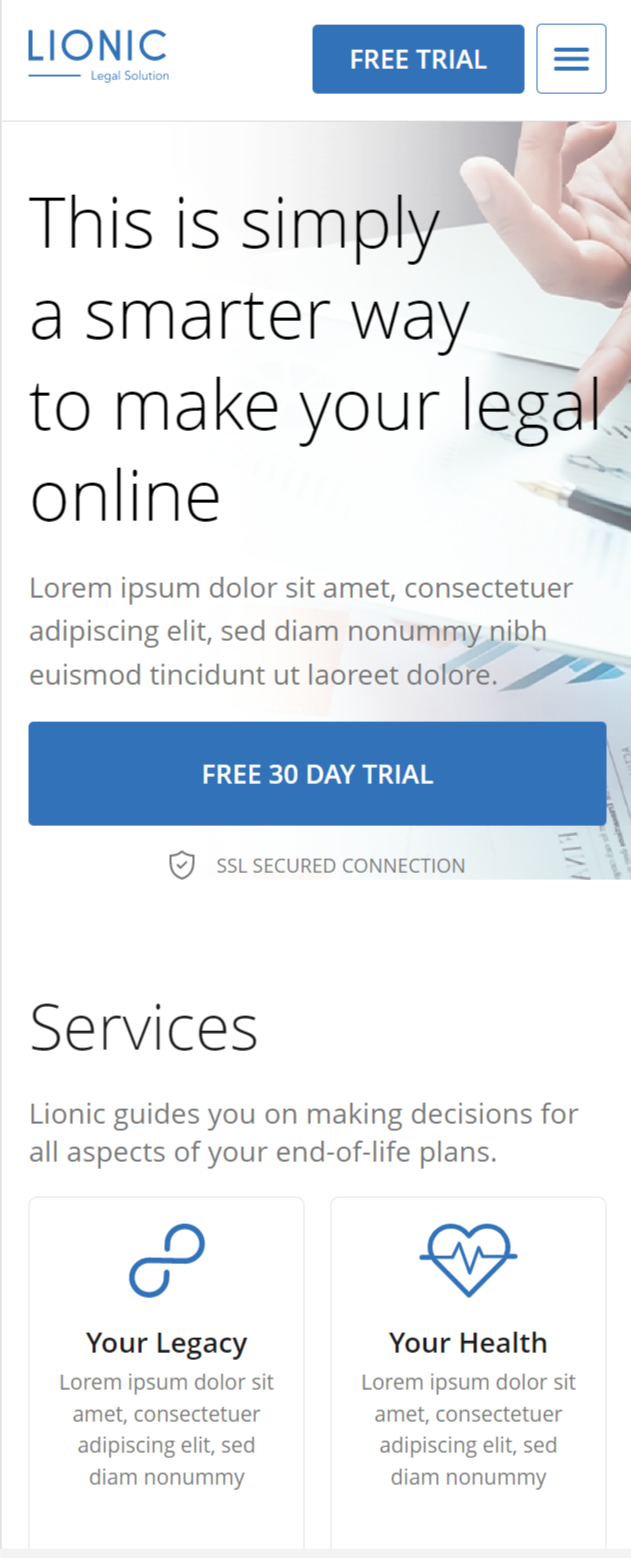 LIONIC
Legal Solution
FREE TRIAL
This is simply
a smarter way
to make your legal
online
Lorem ipsum dolor sit amet, consectetuer
adipiscing elit, sed diam nonummy nibh
euismod tincidunt ut laoreet dolore.
FREE 30 DAY TRIAL
SSL SECURED CONNECTION
Services
Lionic guides you on making decisions for
all aspects of your end-of-life plans.
Your Legacy
Lorem ipsum dolor sit
amet, consectetuer
adipiscing elit, sed
diam nonummy
Your Health
Lorem ipsum dolor sit
amet, consectetuer
adipiscing elit, sed
diam nonummy